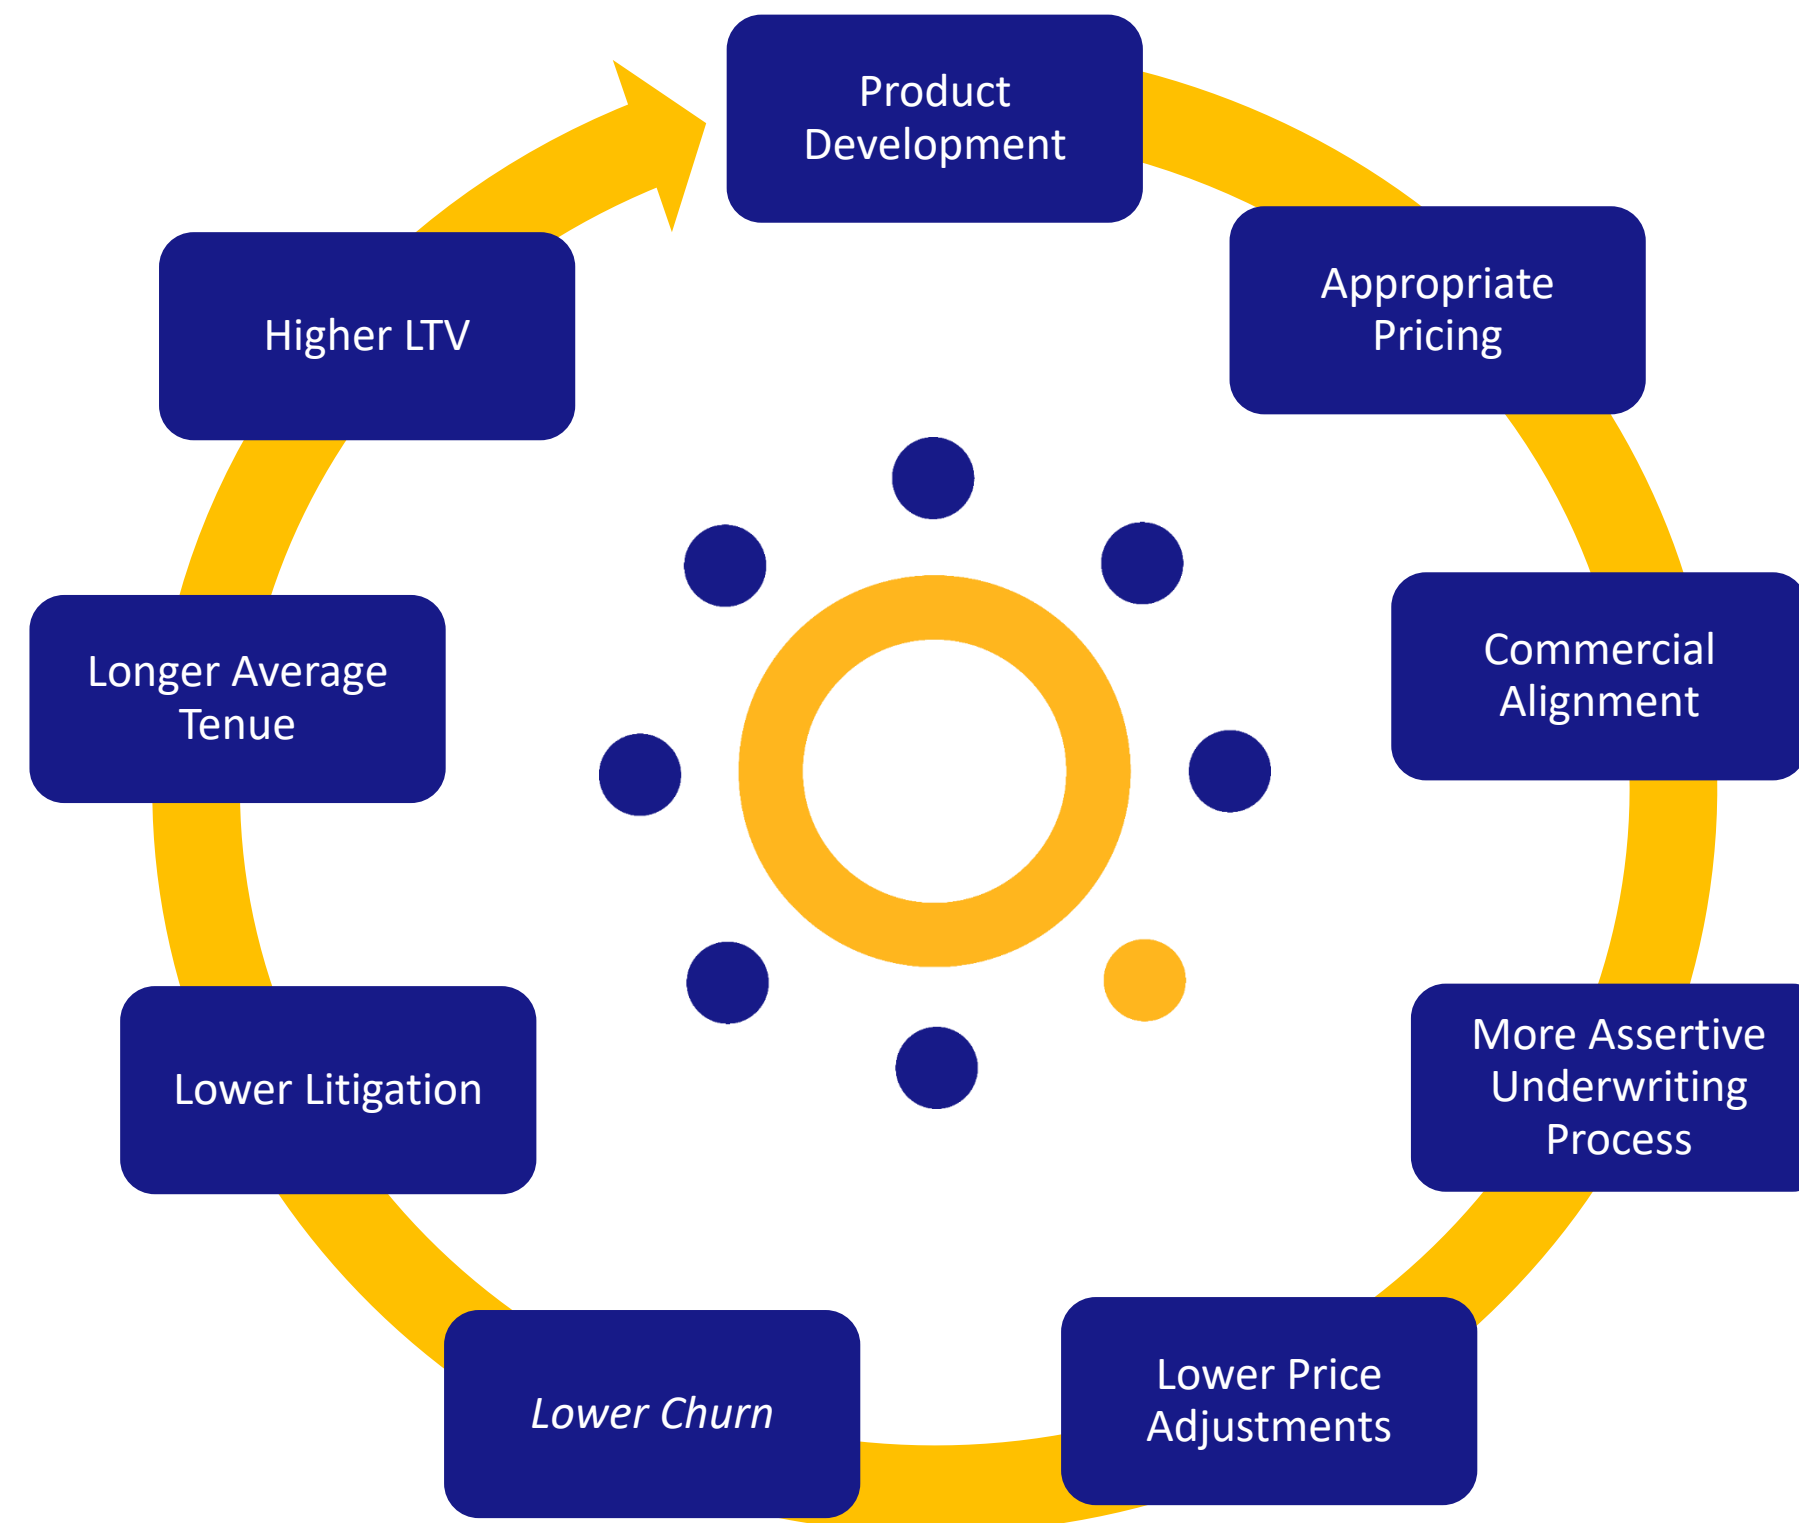 Product
Development
Appropriate
Pricing
Commercial
Alignment
More Assertive
Underwriting
Process
Lower Price
Adjustments
Lower Churn
Lower Litigation
Longer Average
Tenue
Higher LTV